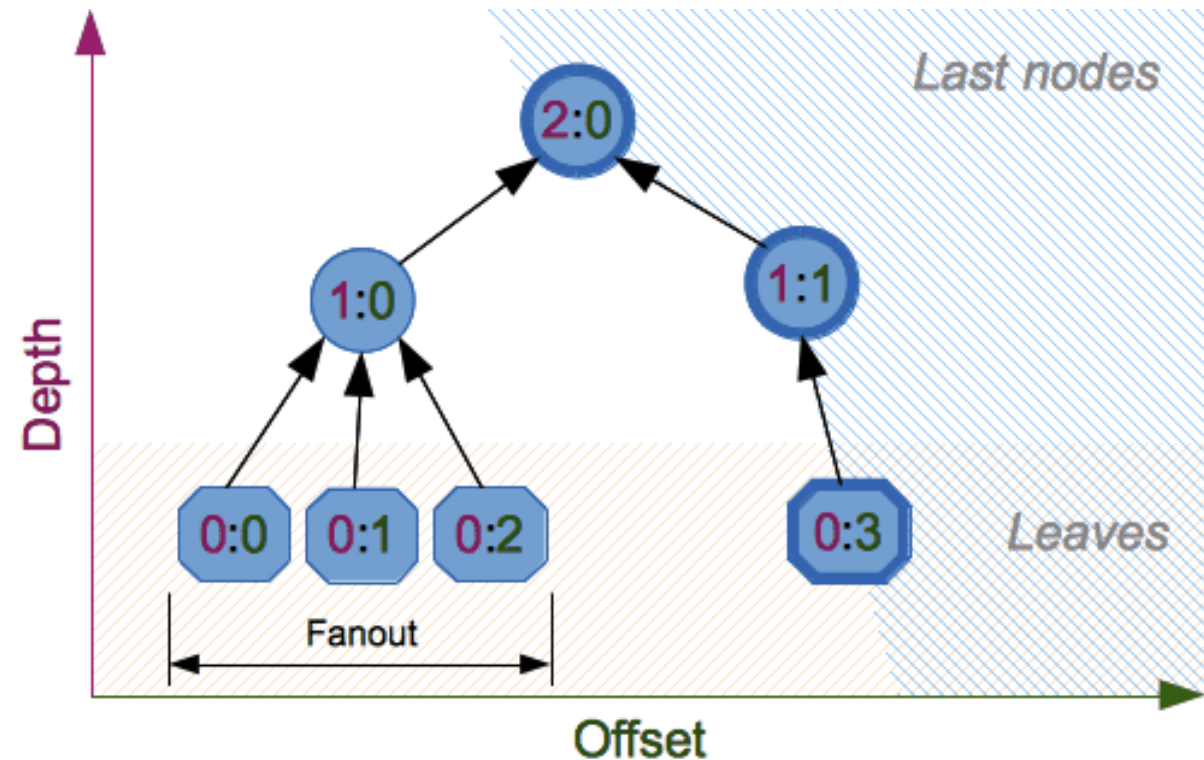 Last nodes
2:0
1:0
1:1
Depth
0:0 0:1 0:2 0:3
Leaves
Fanout
Offset